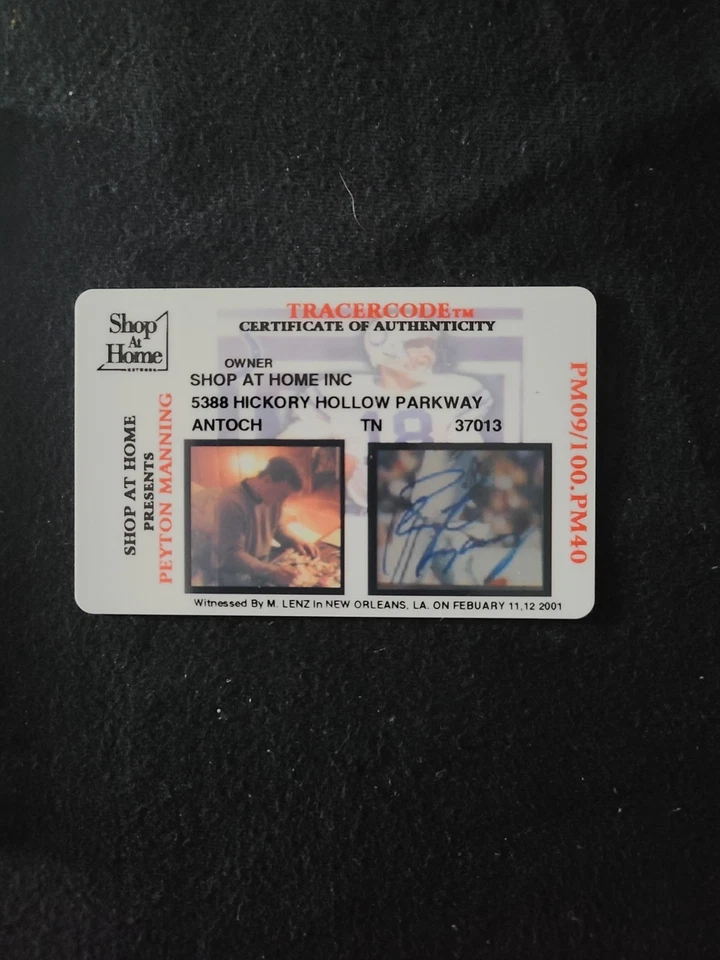 Shop
At
Home
NETWORK
TRACERCODE™
CERTIFICATE OF AUTHENTICITY
OWNER
SHOP AT HOME INC
5388 HICKORY HOLLOW PARKWAY
ANTOCH TN 37013
SHOP AT HOME
PRESENTS
PEYTON MANNING
PM09/100.PM40
18
Witnessed By M. LENZ In NEW ORLEANS, LA. ON FEBUARY 11,12 2001